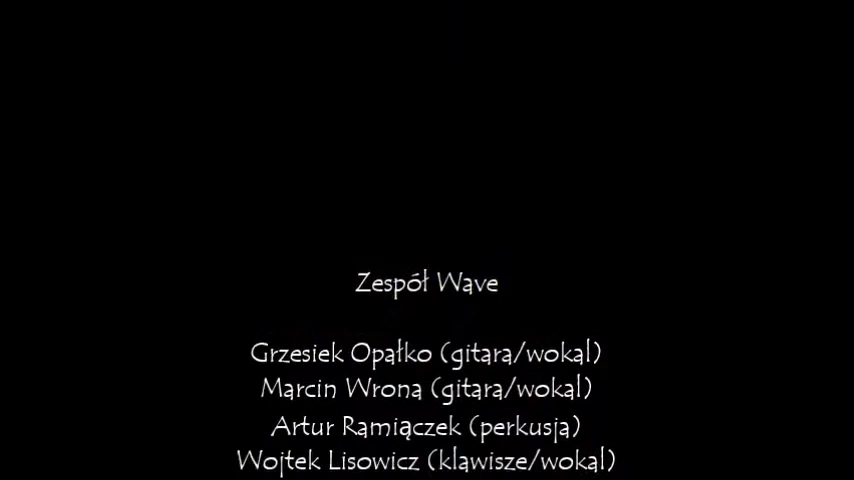 Zespół Wave
Grzesiek Opałko (gitara/wokal)
Marcin Wrona (gitara/wokal)
Artur Ramiączek (perkusja)
Wojtek Lisowicz (klawisze/wokal)